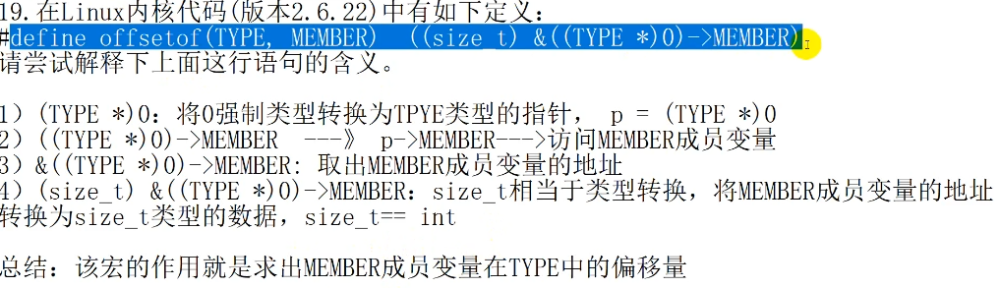 19.在Linux内核代码(版本2.6.22)中有如下定义：
#define offsetof(TYPE, MEMBER) ((size_t) &((TYPE *)0)->MEMBER)
请尝试解释下上面这行语句的含义。
1）(TYPE *)0：将0强制类型转换为TPYE类型的指针， p = (TYPE *)0
2）((TYPE *)0)->MEMBER ---》 p->MEMBER--->访问MEMBER成员变量
3）&((TYPE *)0)->MEMBER: 取出MEMBER成员变量的地址
4）(size_t) &((TYPE *)0)->MEMBER：size_t相当于类型转换，将MEMBER成员变量的地址
转换为size_t类型的数据，size_t== int
总结：该宏的作用就是求出MEMBER成员变量在TYPE中的偏移量